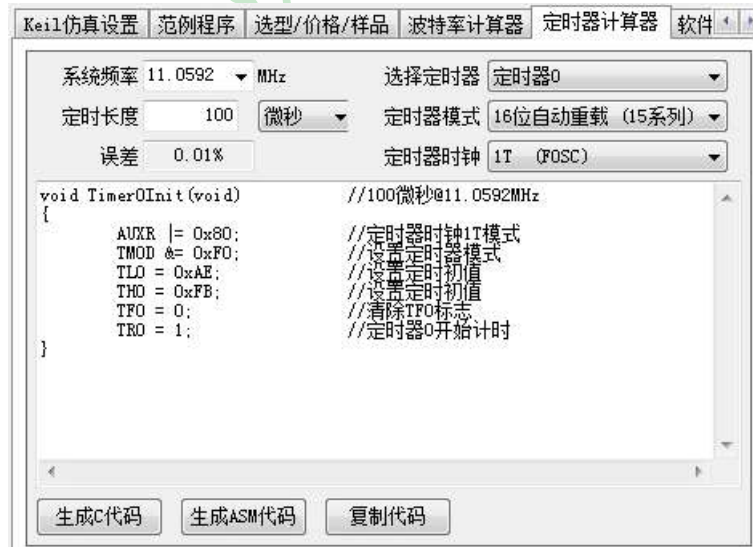 Keil仿真设置 范例程序 选型/价格/样品 波特率计算器 定时器计算器 软件
系统频率 11.0592 MHz 选择定时器 定时器0
定时长度 100 微秒 定时器模式 16位自动重载 (15系列)
误差 0.01% 定时器时钟 1T (FOSC)
void Timer0Init(void) //100微秒@11.0592MHz
{
AUXR |= 0x80; //定时器时钟1T模式
TMOD &= 0xF0; //设置定时器模式
TL0 = 0xAE; //设置定时初值
TH0 = 0xFB; //设置定时初值
TF0 = 0; //清除TF0标志
TR0 = 1; //定时器0开始计时
}
生成C代码 生成ASM代码 复制代码